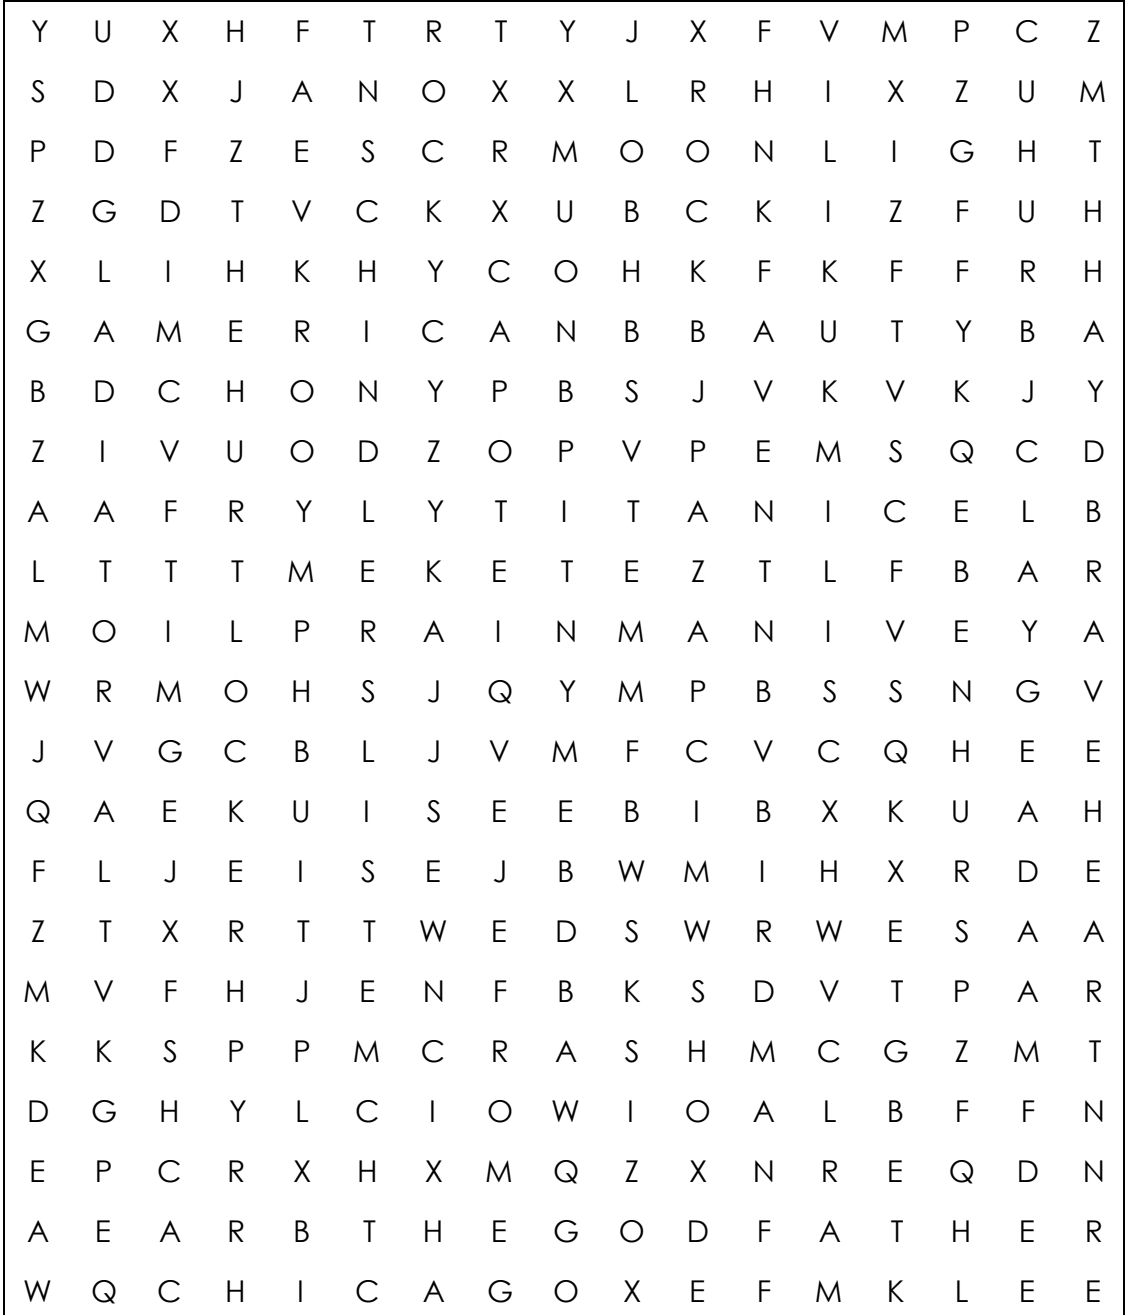 Y U X H F T R T Y J X F V M P C Z
S D X J A N O X X L R H I X Z U M
P D F Z E S C R M O O N L I G H T
Z G D T V C K X U B C K I Z F U H
X L I H K H Y C O H K F K F F R H
G A M E R I C A N B B A U T Y B A
B D C H O N Y P B S J V K V K J Y
Z I V U O D Z O P V P E M S Q C D
A A F R Y L Y T I T A N I C E L B
L T T T M E K E T E Z T L F B A R
M O I L P R A I N M A N I V E Y A
W R M O H S J Q Y M P B S S N G V
J V G C B L J V M F C V C Q H E E
Q A E K U I S E E B I B X K U A H
F L J E I S E J B W M I H X R D E
Z T X R T T W E D S W R W E S A A
M V F H J E N F B K S D V T P A R
K K S P P M C R A S H M C G Z M T
D G H Y L C I O W I O A L B F F N
E P C R X H X M Q Z X N R E Q D N
A E A R B T H E G O D F A T H E R
W Q C H I C A G O X E F M K L E E